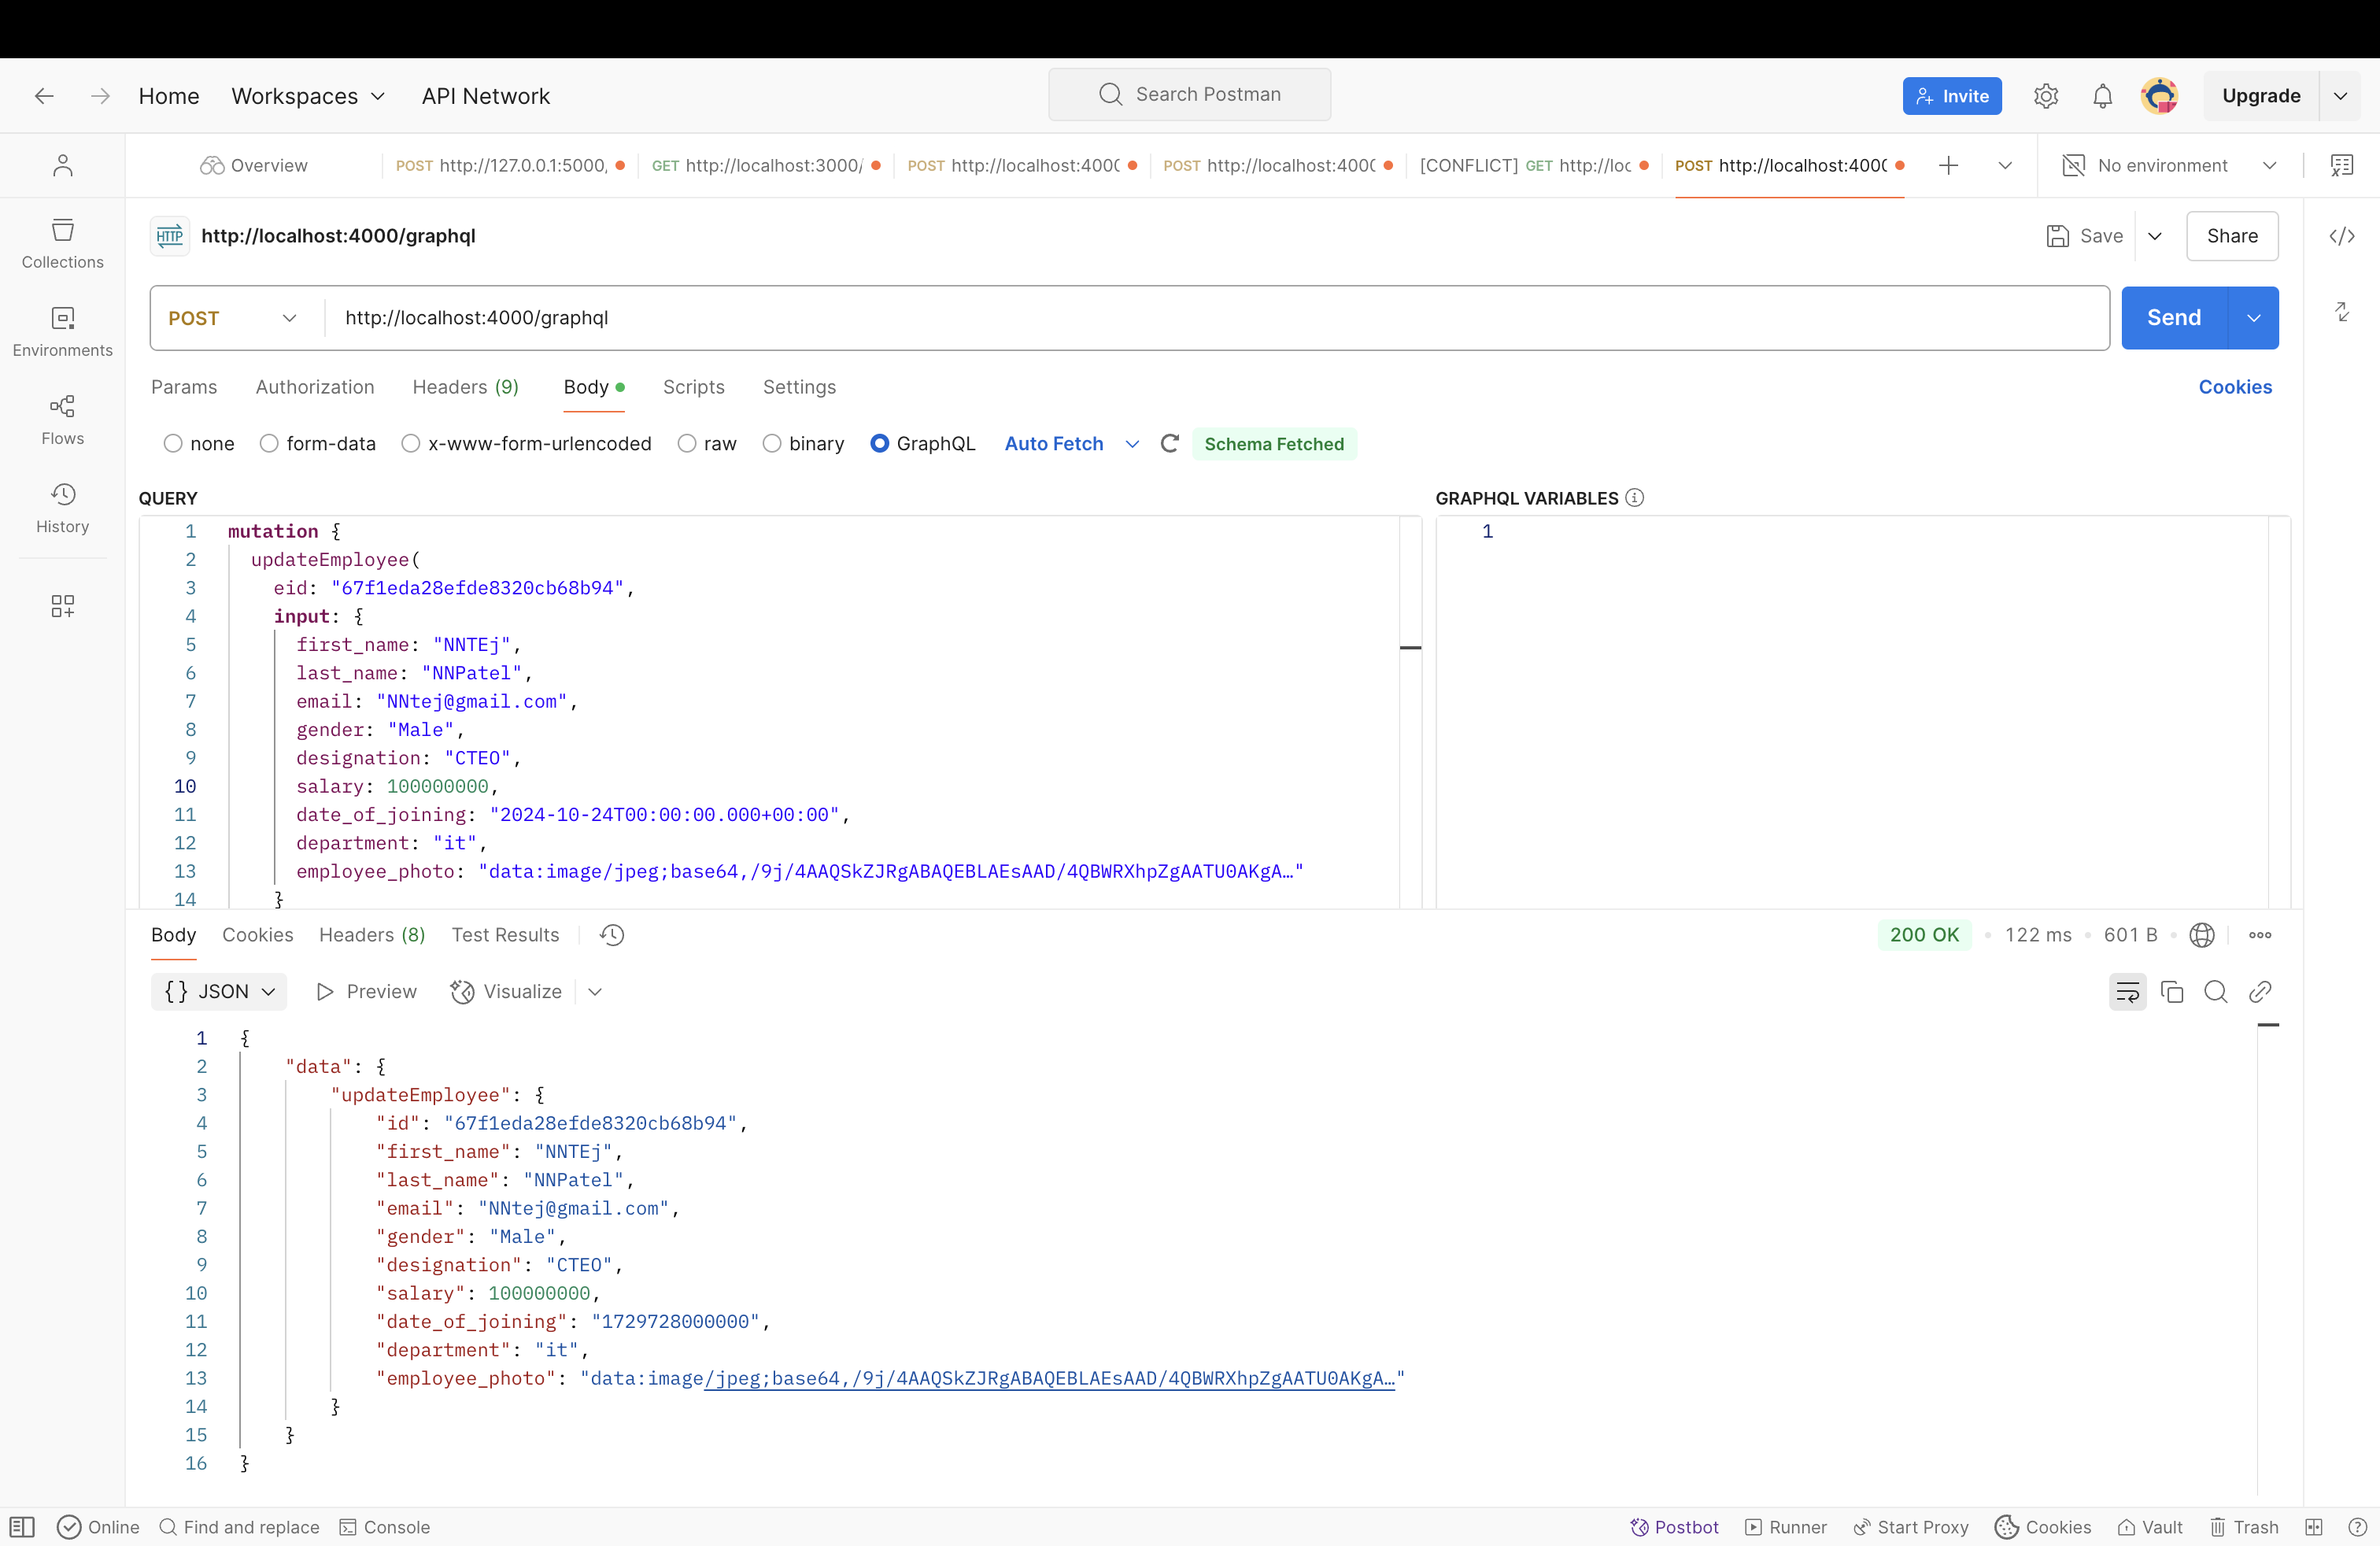 Home Workspaces API Network Search Postman Invite Upgrade
Overview POST http://127.0.0.1:5000, GET http://localhost:3000/ POST http://localhost:400( POST http://localhost:400( [CONFLICT] GET http://loc POST http://localhost:400( No environment
HTTP http://localhost:4000/graphql Save Share
Collections
Environments
Flows
History
POST http://localhost:4000/graphql Send
Params Authorization Headers (9) Body Scripts Settings Cookies
none form-data x-www-form-urlencoded raw binary GraphQL Auto Fetch Schema Fetched
QUERY
1 mutation {
2 updateEmployee(
3 eid: "67f1eda28efde8320cb68b94",
4 input: {
5 first_name: "NNTEj",
6 last_name: "NNPatel",
7 email: "NNtej@gmail.com",
8 gender: "Male",
9 designation: "CTEO",
10 salary: 100000000,
11 date_of_joining: "2024-10-24T00:00:00.000+00:00",
12 department: "it",
13 employee_photo: "data:image/jpeg;base64,/9j/4AAQSkZJRgABAQEBLAEsAAD/4QBWRXhpZgAATU0AKgA…"
14 }
GRAPHQL VARIABLES
1
Body Cookies Headers (8) Test Results 200 OK 122 ms 601 B
{} JSON Preview Visualize
1 {
2 "data": {
3 "updateEmployee": {
4 "id": "67f1eda28efde8320cb68b94",
5 "first_name": "NNTEj",
6 "last_name": "NNPatel",
7 "email": "NNtej@gmail.com",
8 "gender": "Male",
9 "designation": "CTEO",
10 "salary": 100000000,
11 "date_of_joining": "1729728000000",
12 "department": "it",
13 "employee_photo": "data:image/jpeg;base64,/9j/4AAQSkZJRgABAQEBLAEsAAD/4QBWRXhpZgAATU0AKgA…"
14 }
15 }
16 }
Online Find and replace Console Postbot Runner Start Proxy Cookies Vault Trash